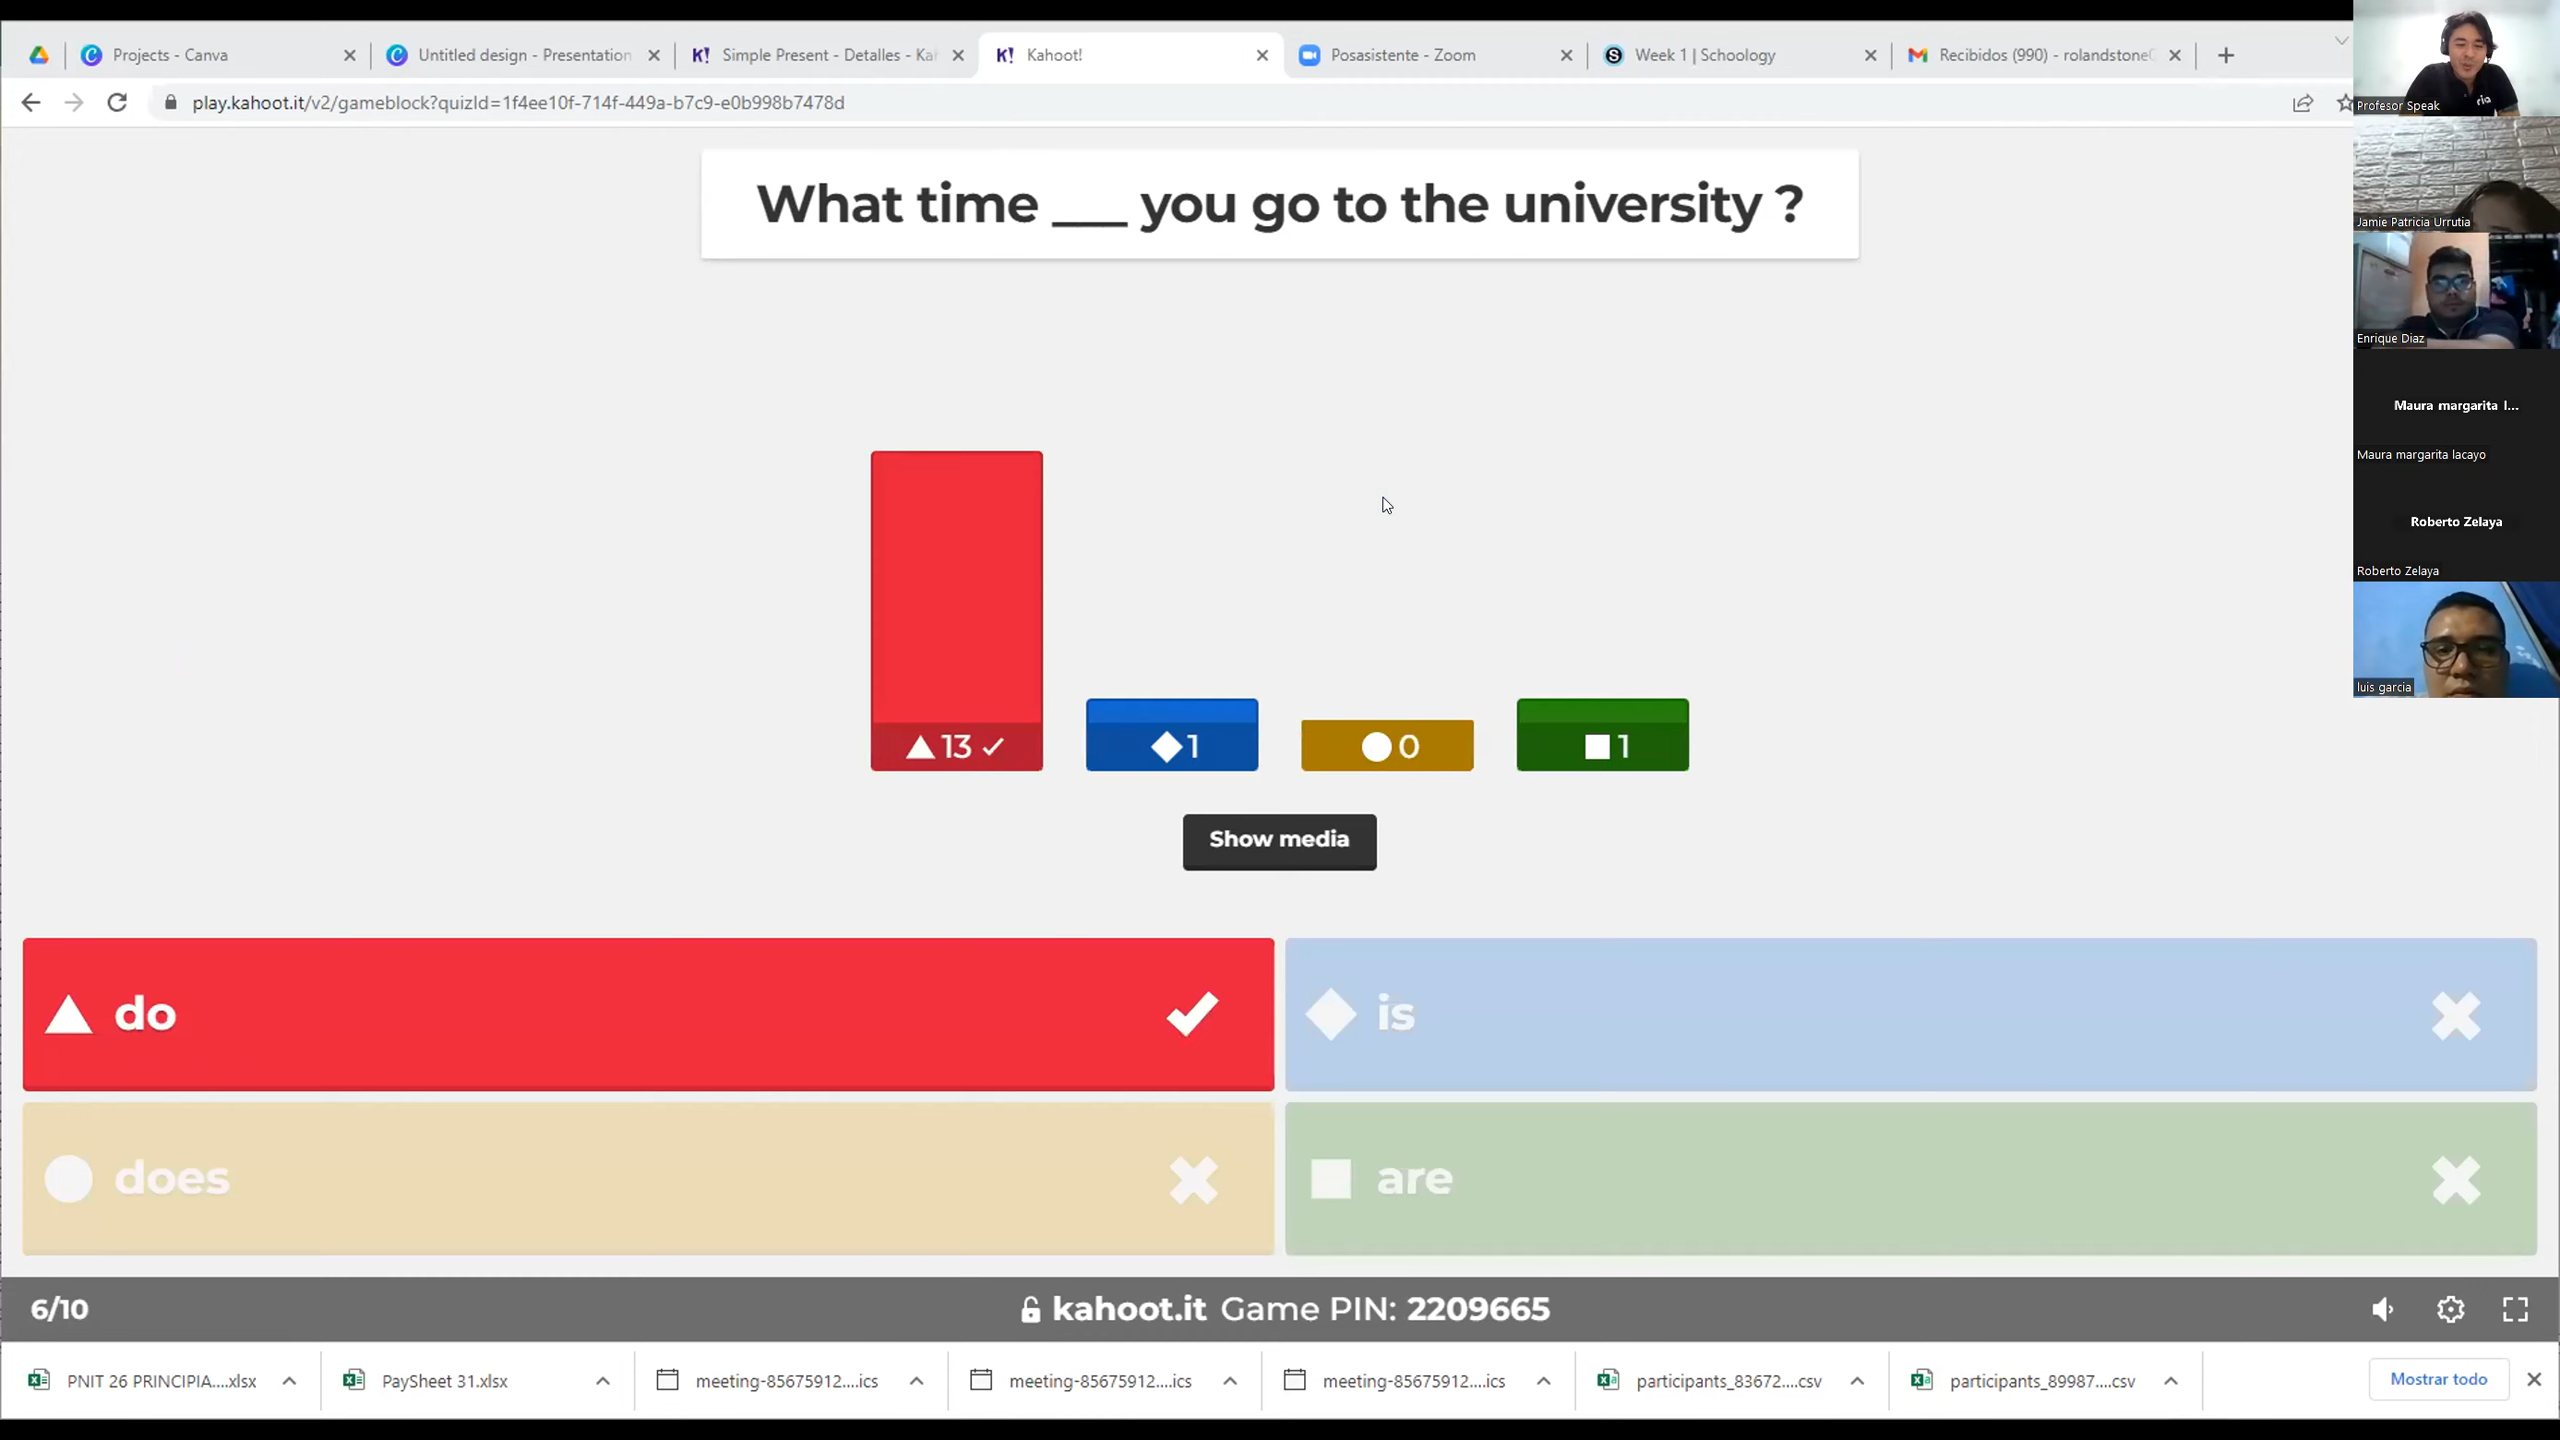 Projects - Canva
Untitled design - Presentation
K! Simple Present - Detalles - Kah
K! Kahoot!
Posasistente - Zoom
S Week 1 | Schoology
Recibidos (990) - rolandstone
play.kahoot.it/v2/gameblock?quizId=1f4ee10f-714f-449a-b7c9-e0b998b7478d
What time ___ you go to the university ?
13
1
0
1
Show media
do
is
does
are
6/10
kahoot.it Game PIN: 2209665
PNIT 26 PRINCIPIA....xlsx
PaySheet 31.xlsx
meeting-85675912....ics
meeting-85675912....ics
meeting-85675912....ics
participants_83672....csv
participants_89987....csv
Mostrar todo
ria
Profesor Speak
Jamie Patricia Urrutia
Enrique Diaz
Maura margarita l...
Maura margarita lacayo
Roberto Zelaya
Roberto Zelaya
luis garcia